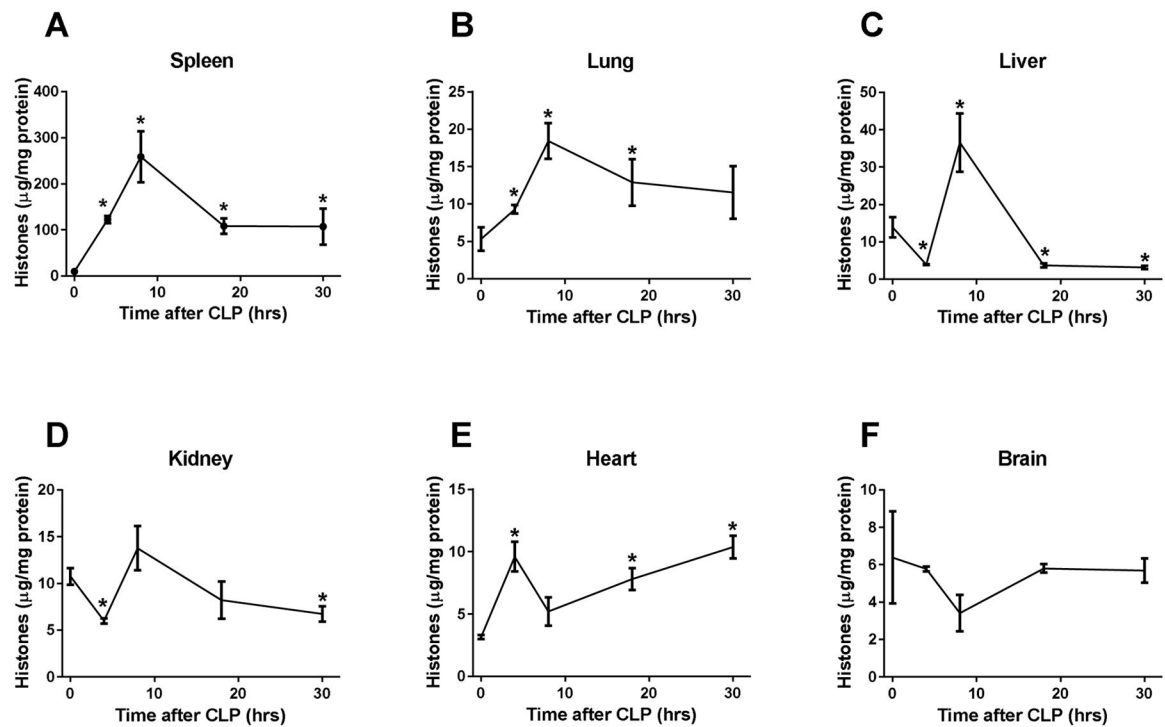 A
Spleen
Histones (μg/mg protein)
400
300
200
100
0
*
*
*
*
0 10 20 30
Time after CLP (hrs)
B
Lung
Histones (μg/mg protein)
25
20
15
10
5
0
*
*
*
0 10 20 30
Time after CLP (hrs)
C
Liver
Histones (μg/mg protein)
50
40
30
20
10
0
*
*
*
*
0 10 20 30
Time after CLP (hrs)
D
Kidney
Histones (μg/mg protein)
20
15
10
5
0
*
*
0 10 20 30
Time after CLP (hrs)
E
Heart
Histones (μg/mg protein)
15
10
5
0
*
*
*
0 10 20 30
Time after CLP (hrs)
F
Brain
Histones (μg/mg protein)
10
8
6
4
2
0
0 10 20 30
Time after CLP (hrs)